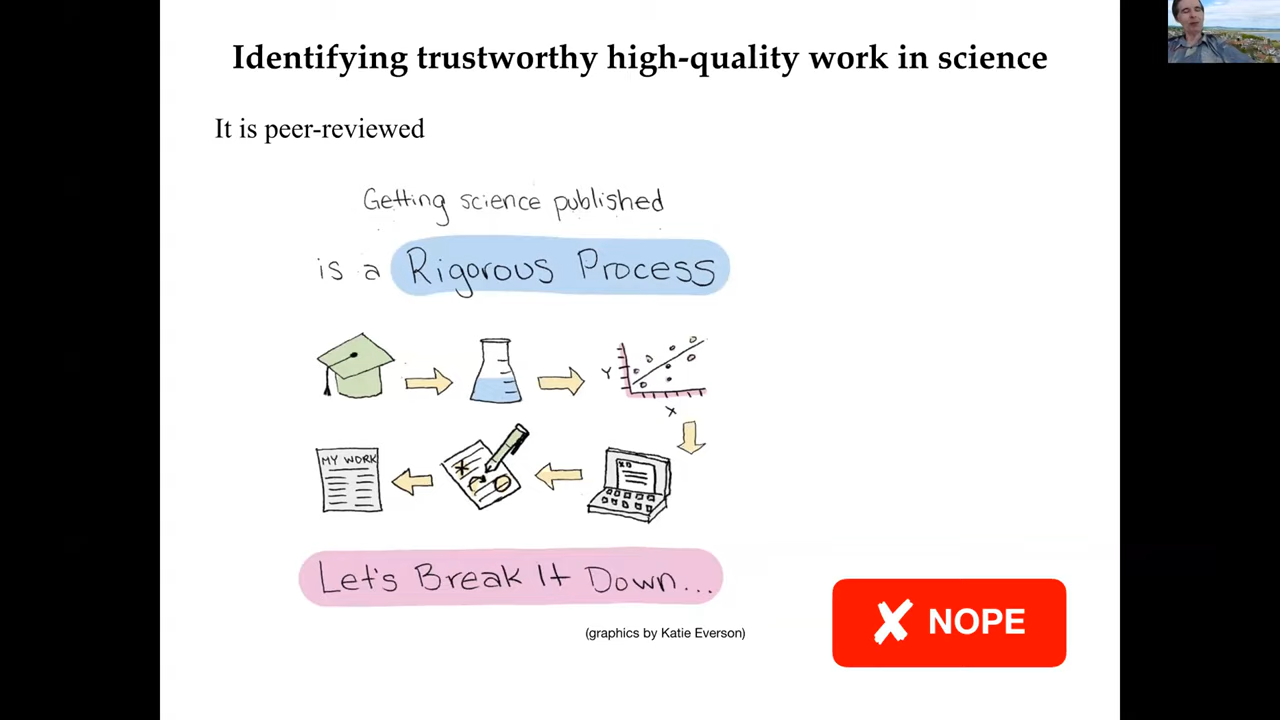 Identifying trustworthy high-quality work in science
It is peer-reviewed
Getting science published
is a Rigorous Process
Y
X
MY WORK
Let's Break It Down...
(graphics by Katie Everson)
✘ NOPE